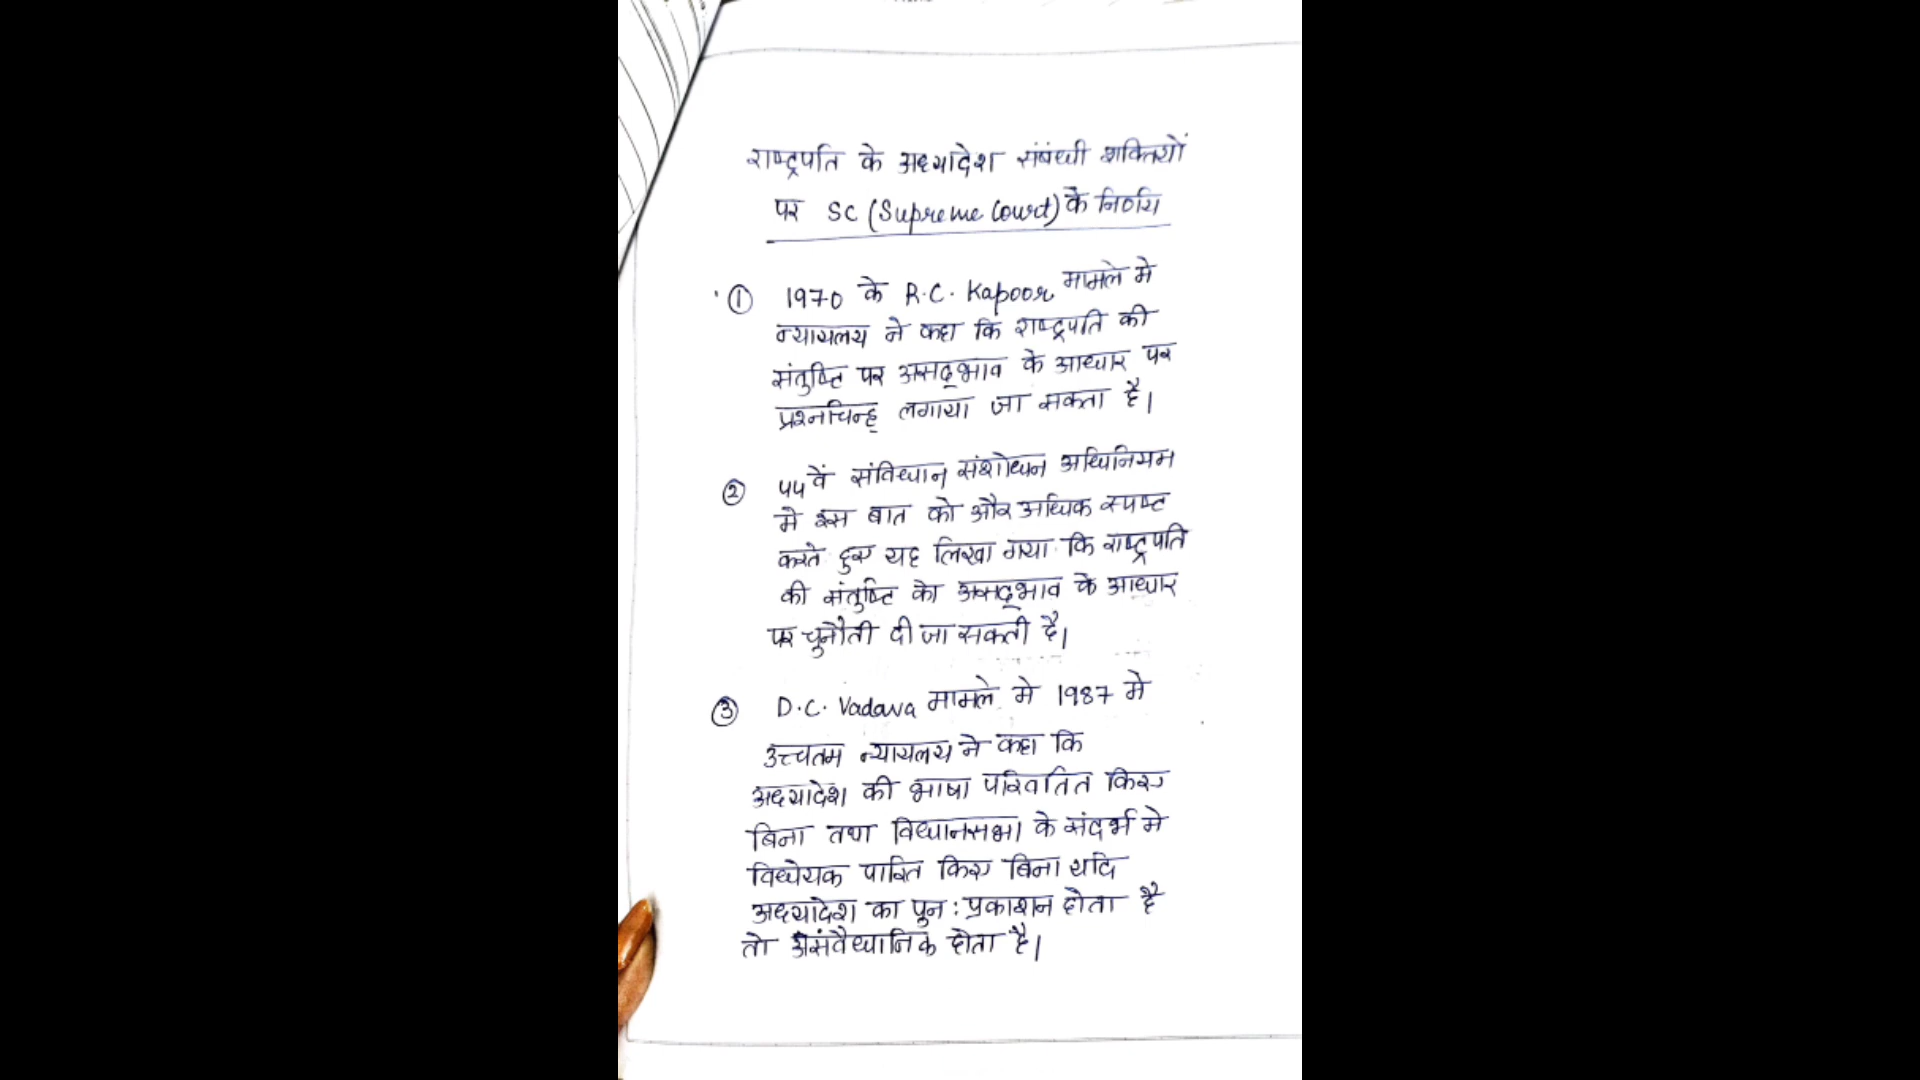 राष्ट्रपति के अध्यादेश संबंधी शक्तियों
पर SC (Supreme Court) के निर्णय
① 1970 के R.C. Kapoor मामले मे
न्यायलय ने कहा कि राष्ट्रपति की
संतुष्टि पर असद्भाव के आधार पर
प्रश्नचिन्ह् लगाया जा सकता है।
② 44वें संविधान संशोधन अधिनियम
मे इस बात को और अधिक स्पष्ट
करते हुए यह लिखा गया कि राष्ट्रपति
की संतुष्टि को असद्भाव के आधार
पर चुनौती दी जा सकती है।
③ D.C. Vadava मामले मे 1987 मे
उच्चतम न्यायलय ने कहा कि
अध्यादेश की भाषा परिवतित किए
बिना तथा विधानसभा के संदर्भ मे
विधेयक पारित किए बिना यदि
अध्यादेश का पुन: प्रकाशन होता है
तो असंवैधानिक होता है।